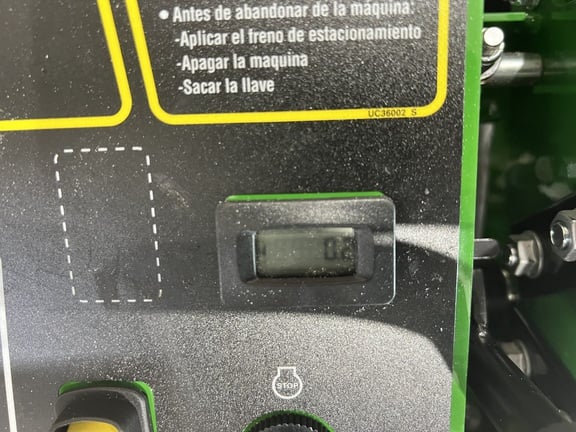 • Antes de abandonar de la máquina:
-Aplicar el freno de estacionamiento
-Apagar la maquina
-Sacar la llave
UC36002 S
STOP